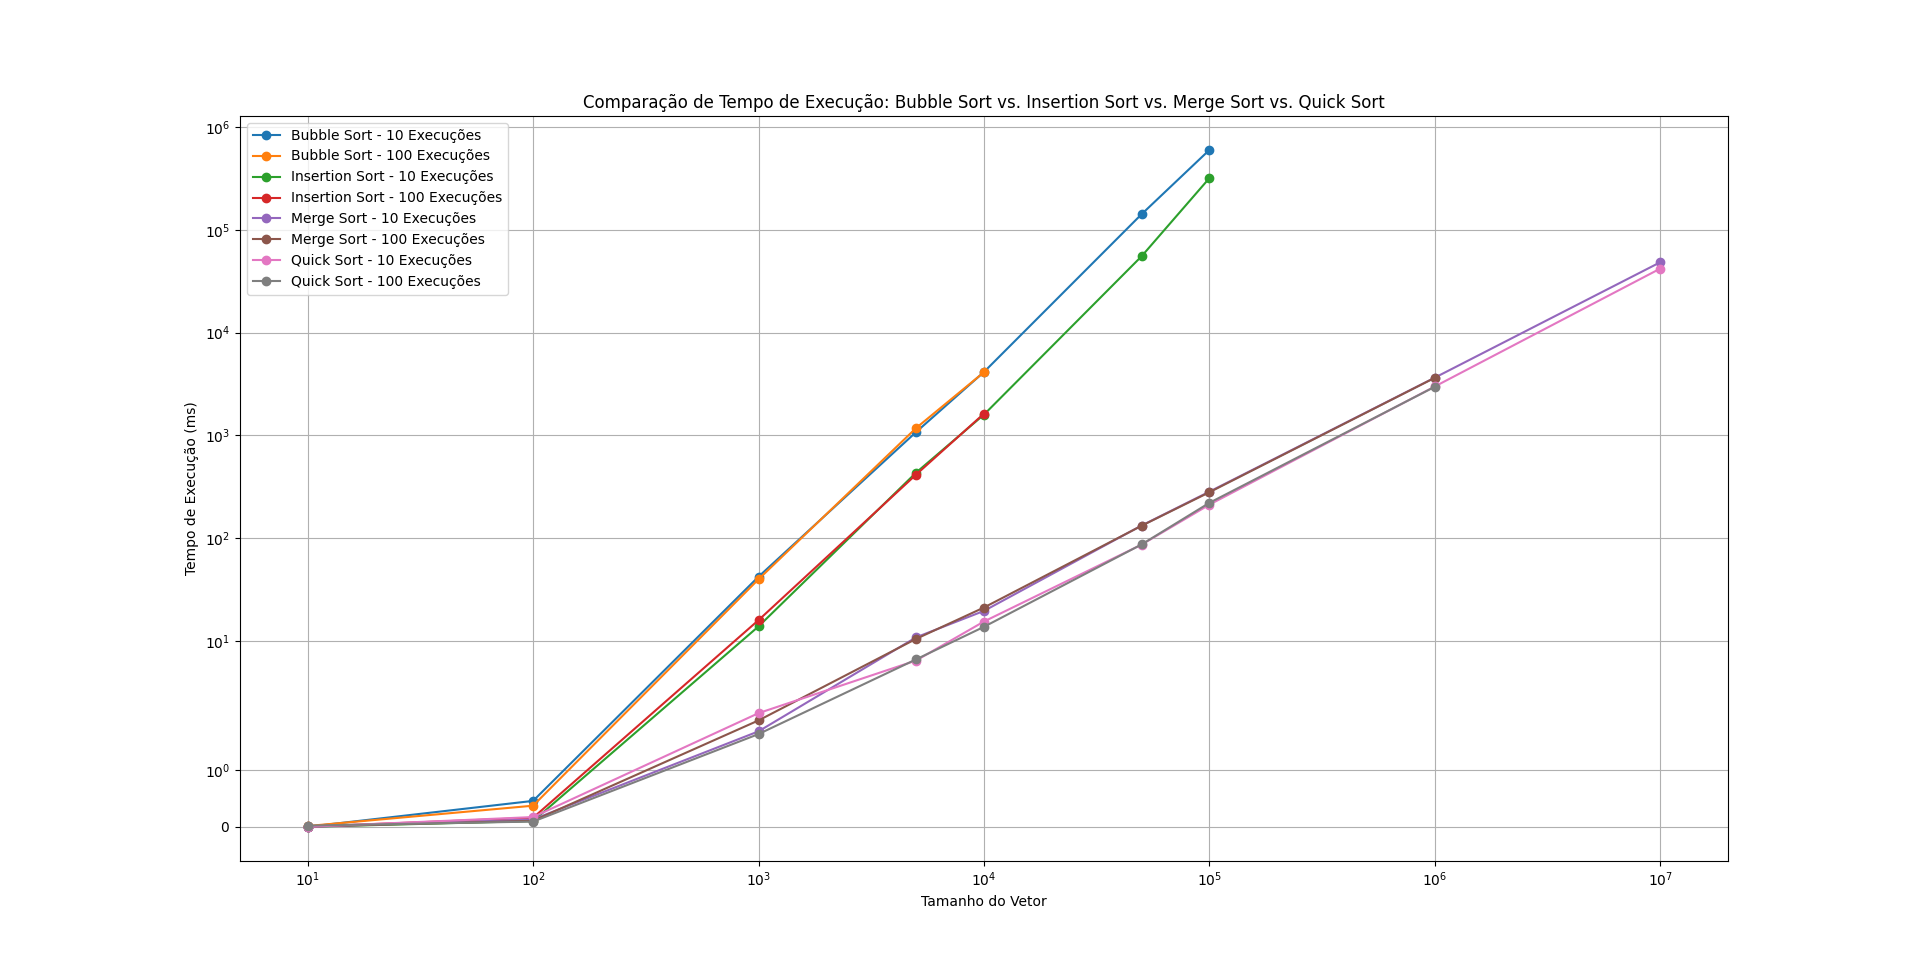 Comparação de Tempo de Execução: Bubble Sort vs. Insertion Sort vs. Merge Sort vs. Quick Sort
Bubble Sort - 10 Execuções
Bubble Sort - 100 Execuções
Insertion Sort - 10 Execuções
Insertion Sort - 100 Execuções
Merge Sort - 10 Execuções
Merge Sort - 100 Execuções
Quick Sort - 10 Execuções
Quick Sort - 100 Execuções
Tempo de Execução (ms)
10⁶
10⁵
10⁴
10³
10²
10¹
10⁰
0
10¹ 10² 10³ 10⁴ 10⁵ 10⁶ 10⁷
Tamanho do Vetor